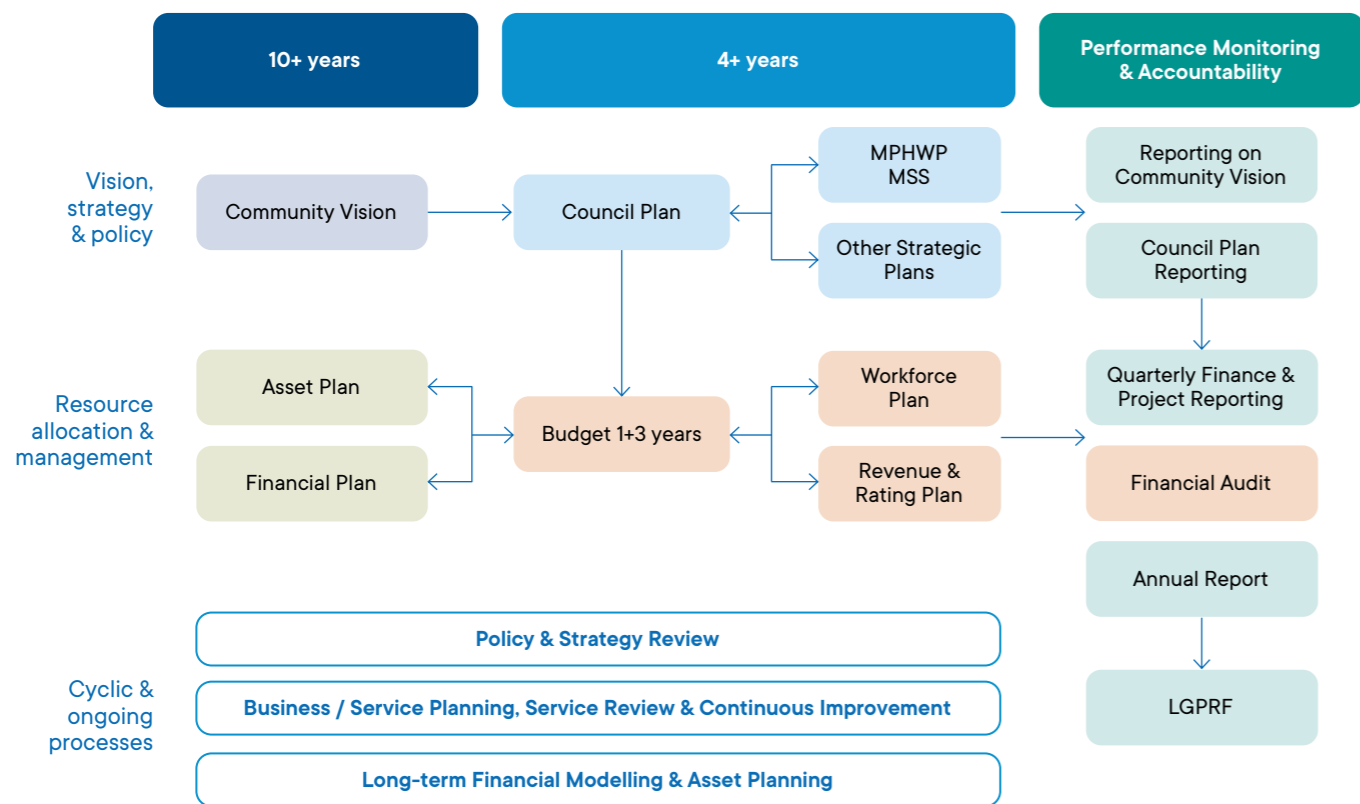 10+ years
4+ years
Performance Monitoring
& Accountability
Vision,
strategy
& policy
Community Vision
Council Plan
MPHWP
MSS
Other Strategic
Plans
Reporting on
Community Vision
Council Plan
Reporting
Resource
allocation &
management
Asset Plan
Financial Plan
Budget 1+3 years
Workforce
Plan
Revenue &
Rating Plan
Quarterly Finance &
Project Reporting
Financial Audit
Annual Report
LGPRF
Cyclic &
ongoing
processes
Policy & Strategy Review
Business / Service Planning, Service Review & Continuous Improvement
Long-term Financial Modelling & Asset Planning